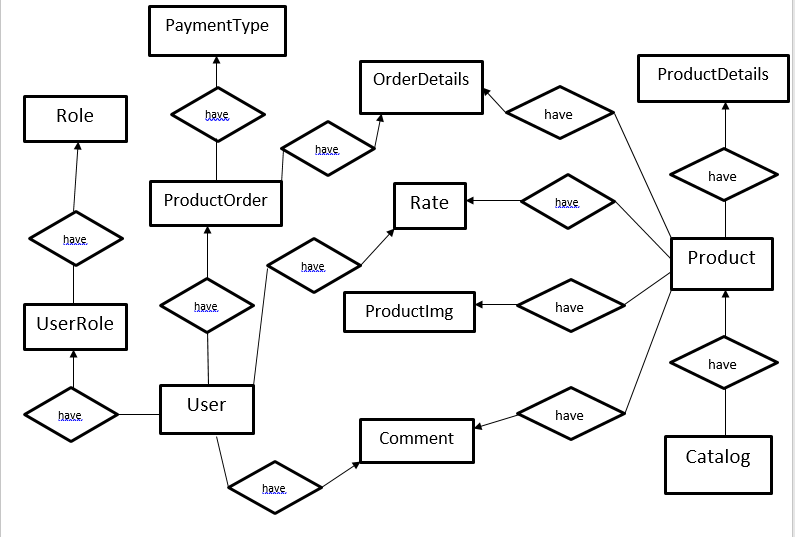 PaymentType
OrderDetails
ProductDetails
Role
have
have
have
have
ProductOrder
Rate
have
have
have
Product
have
UserRole
have
ProductImg
have
have
User
have
have
Comment
Catalog
have